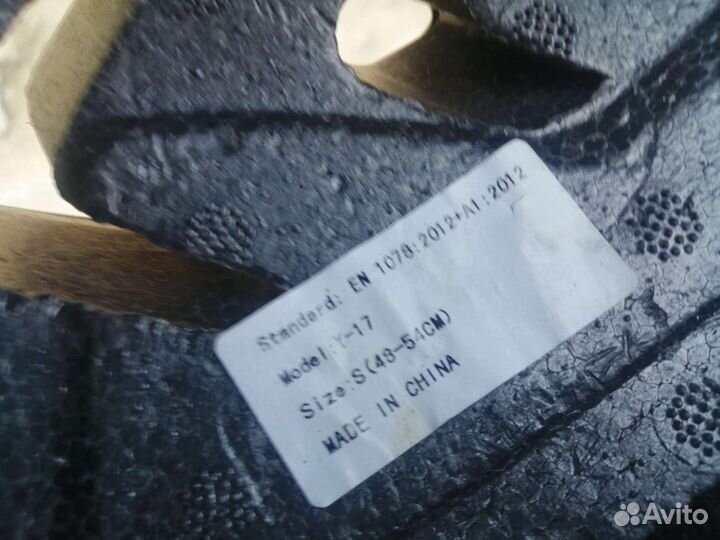 Standard: EN 1078:2012+A1:2012
Model:Y-17
Size:S(48-54CM)
MADE IN CHINA
Avito